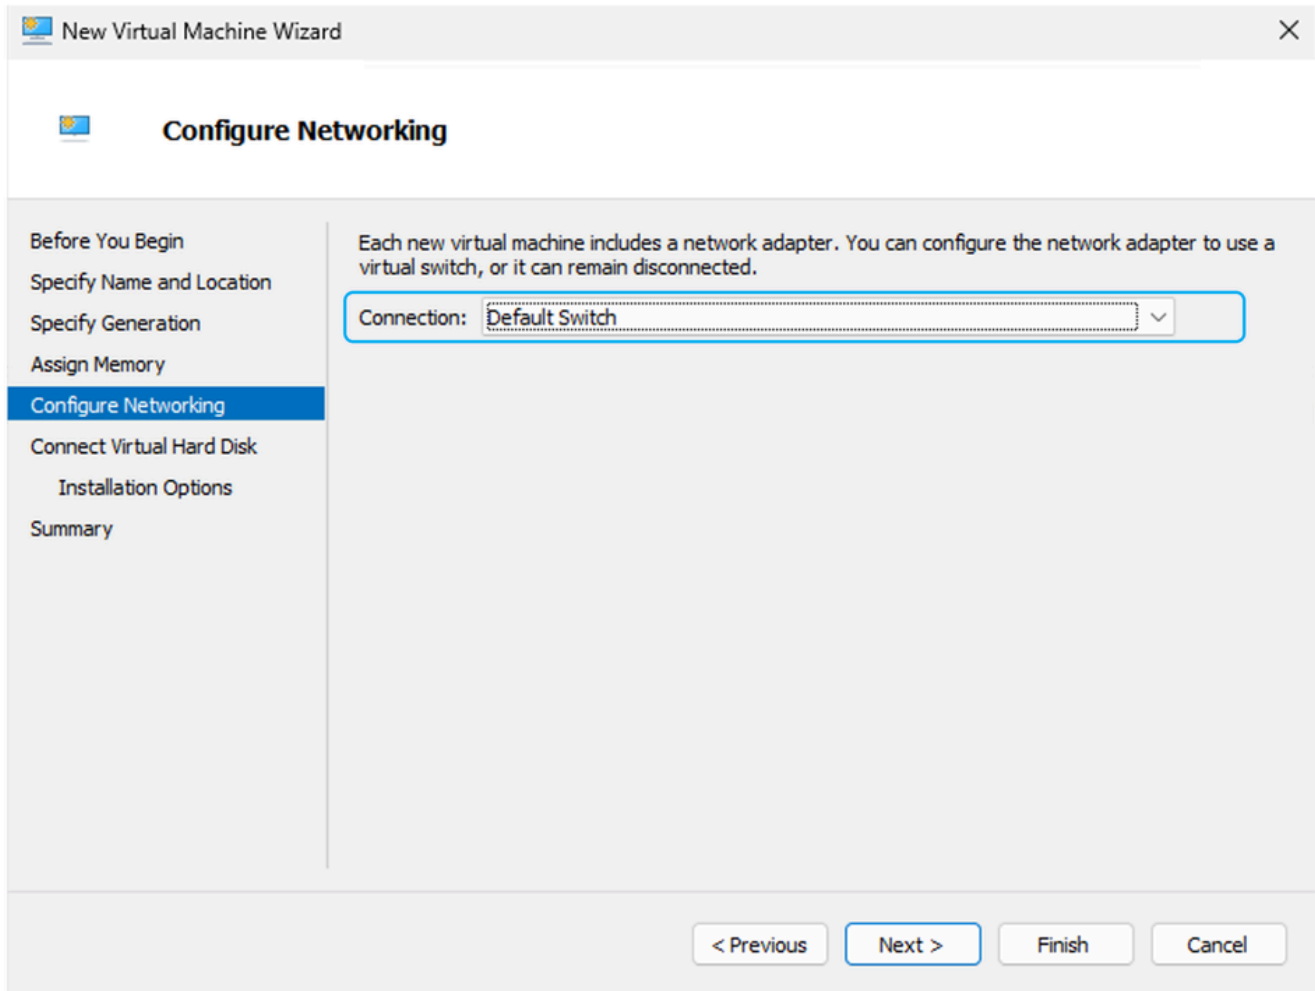 New Virtual Machine Wizard
Configure Networking
Before You Begin
Specify Name and Location
Specify Generation
Assign Memory
Configure Networking
Connect Virtual Hard Disk
Installation Options
Summary
Each new virtual machine includes a network adapter. You can configure the network adapter to use a
virtual switch, or it can remain disconnected.
Connection: Default Switch
< Previous
Next >
Finish
Cancel